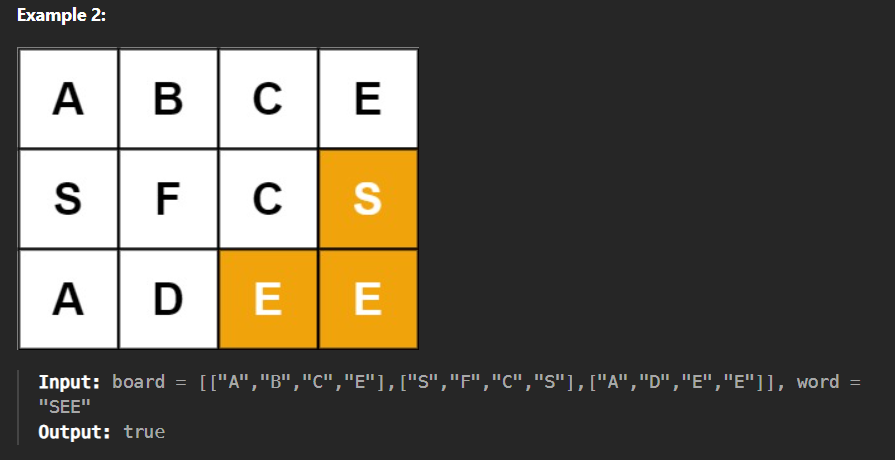 Example 2:
A B C E
S F C S
A D E E
Input: board = [["A","B","C","E"],["S","F","C","S"],["A","D","E","E"]], word =
"SEE"
Output: true